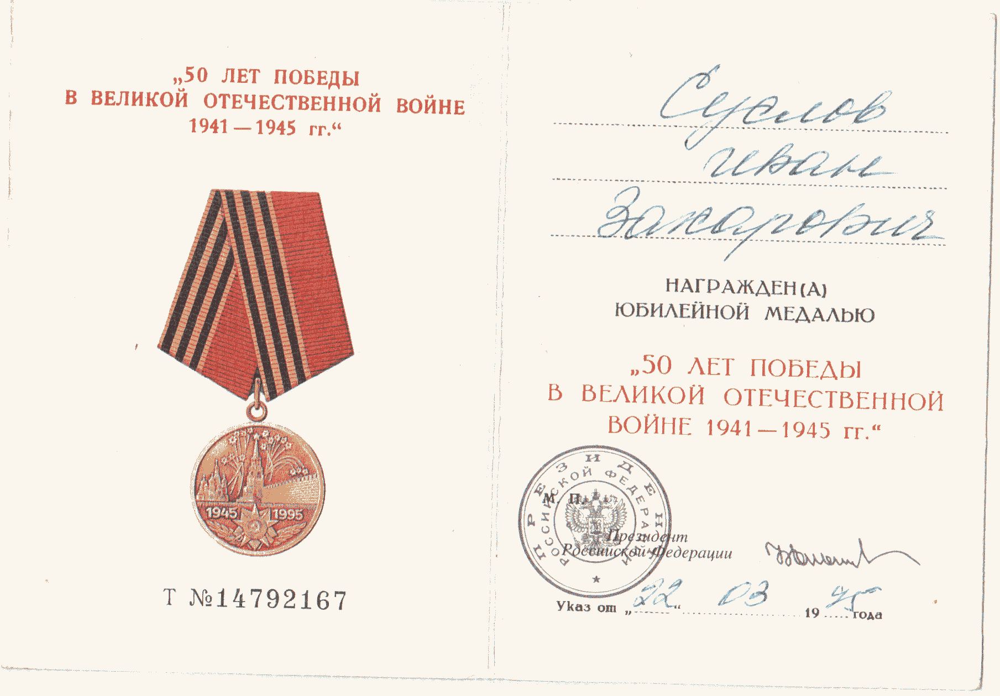 „50 ЛЕТ ПОБЕДЫ
В ВЕЛИКОЙ ОТЕЧЕСТВЕННОЙ ВОЙНЕ
1941—1945 гг.“
1945 1995
Т №14792167
Суслов
Иван
Захарович
НАГРАЖДЕН(А)
ЮБИЛЕЙНОЙ МЕДАЛЬЮ
„50 ЛЕТ ПОБЕДЫ
В ВЕЛИКОЙ ОТЕЧЕСТВЕННОЙ
ВОЙНЕ 1941—1945 гг.“
ПРЕЗИДЕНТ
РОССИЙСКОЙ ФЕДЕРАЦИИ
М. П.
Президент
Российской Федерации
Указ от „22“ 03 1995 года